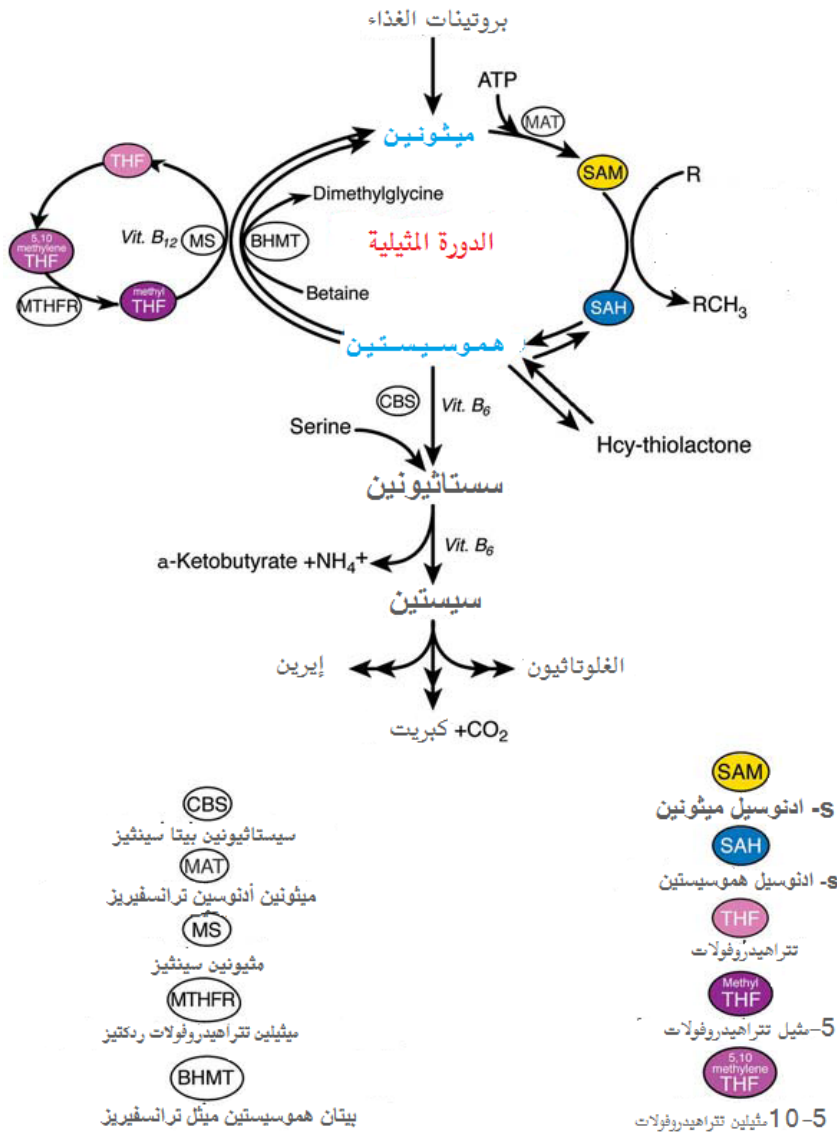 بروتينات الغذاء
ATP
MAT
ميثونين
THF
SAM
R
Dimethylglycine
5,10
methylene
THF
Vit. B12
MS
BHMT
الدورة المثيلية
MTHFR
methyl
THF
Betaine
SAH
RCH3
هموسيستين
CBS
Vit. B6
Serine
Hcy-thiolactone
سستاثيونين
Vit. B6
a-Ketobutyrate +NH4+
سيستين
إيرين
الغلوتاثيون
كبريت +CO2
SAM
s- ادنوسيل ميثونين
SAH
s- ادنوسيل هموسيستين
THF
تتراهيدروفولات
Methyl
THF
5-مثيل تتراهيدروفولات
5,10
methylene
THF
10-5مثيلين تتراهيدروفولات
CBS
سيستاثيونين بيتا سينثيز
MAT
ميثونين أدنوسين ترانسفيريز
MS
مثيونين سينثيز
MTHFR
ميثيلين تتراهيدروفولات ردكتيز
BHMT
بيتان هموسيستين ميثل ترانسفيريز